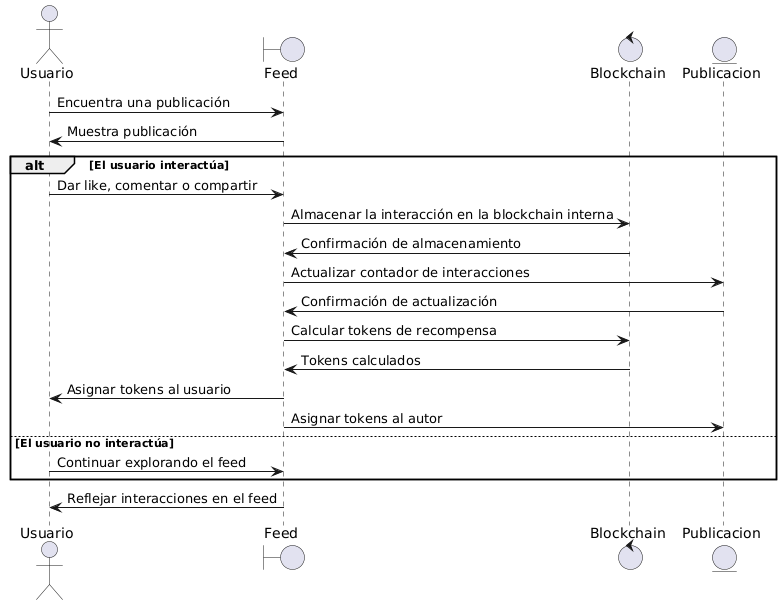 Usuario
Feed
Blockchain
Publicacion
Encuentra una publicación
Muestra publicación
alt
[El usuario interactúa]
Dar like, comentar o compartir
Almacenar la interacción en la blockchain interna
Confirmación de almacenamiento
Actualizar contador de interacciones
Confirmación de actualización
Calcular tokens de recompensa
Tokens calculados
Asignar tokens al usuario
Asignar tokens al autor
[El usuario no interactúa]
Continuar explorando el feed
Reflejar interacciones en el feed
Usuario
Feed
Blockchain
Publicacion